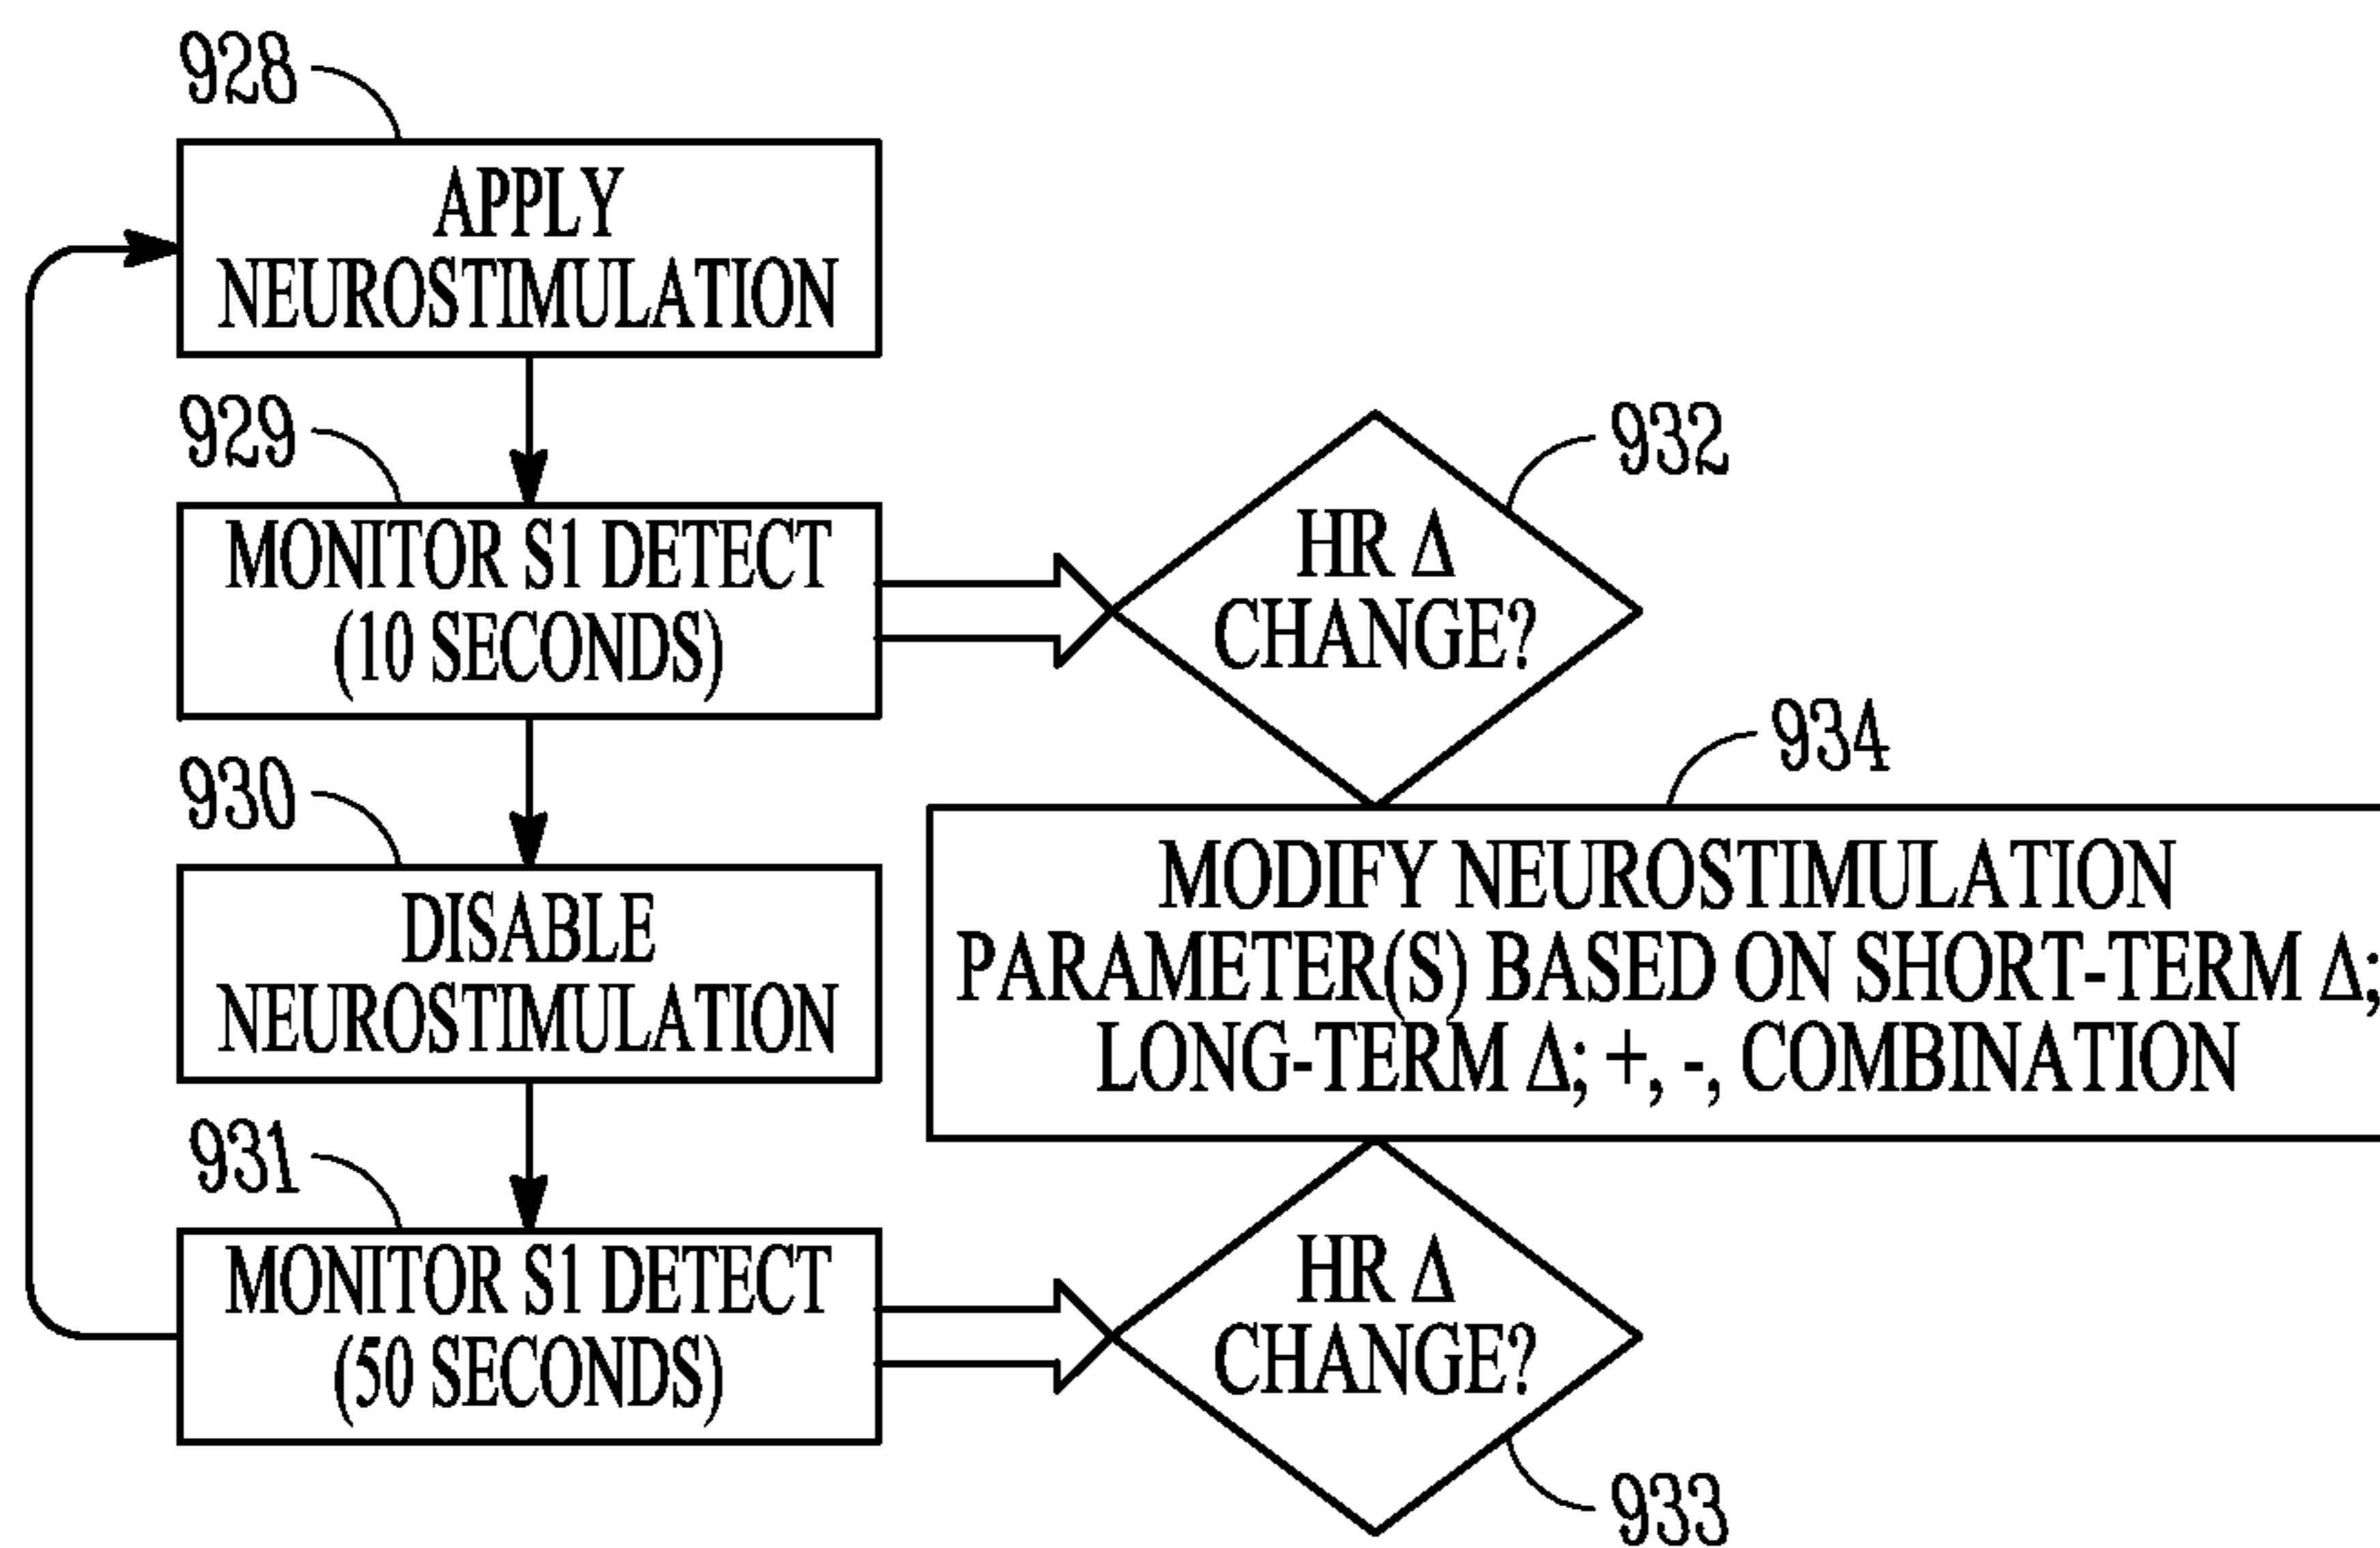 928
APPLY
NEUROSTIMULATION
929
MONITOR S1 DETECT
(10 SECONDS)
932
HR Δ
CHANGE?
930
DISABLE
NEUROSTIMULATION
934
MODIFY NEUROSTIMULATION
PARAMETER(S) BASED ON SHORT-TERM Δ;
LONG-TERM Δ; +, -, COMBINATION
931
MONITOR S1 DETECT
(50 SECONDS)
HR Δ
CHANGE?
933